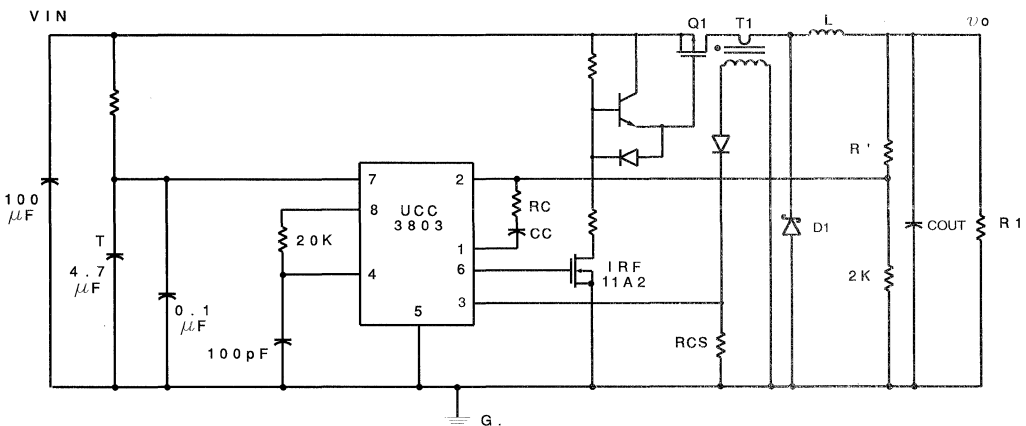 VIN
Q1
T1
L
vo
100
μF
T
4.7
μF
0.1
μF
7
8
4
UCC
3803
2
1
6
3
5
20K
100pF
RC
CC
IRF
11A2
RCS
R'
D1
2K
COUT
R1
G.